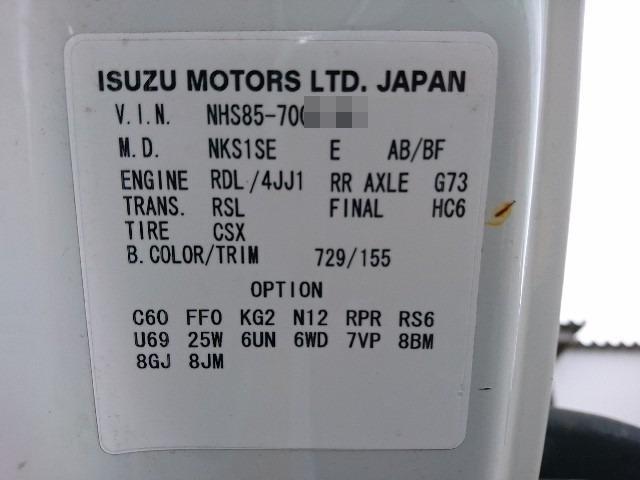 ISUZU MOTORS LTD. JAPAN
V.I.N. NHS85-700
M.D. NKS1SE E AB/BF
ENGINE RDL/4JJ1 RR AXLE G73
TRANS. RSL FINAL HC6
TIRE CSX
B.COLOR/TRIM 729/155
OPTION
C60 FF0 KG2 N12 RPR RS6
U69 25W 6UN 6WD 7VP 8BM
8GJ 8JM